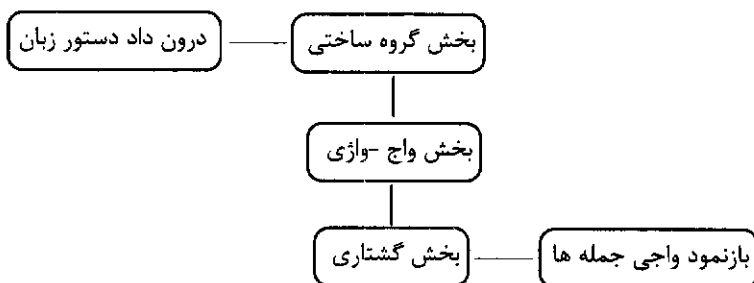 درون داد دستور زبان
بخش گروه ساختی
بخش واج -واژی
بخش گشتاری
بازنمود واجی جمله ها